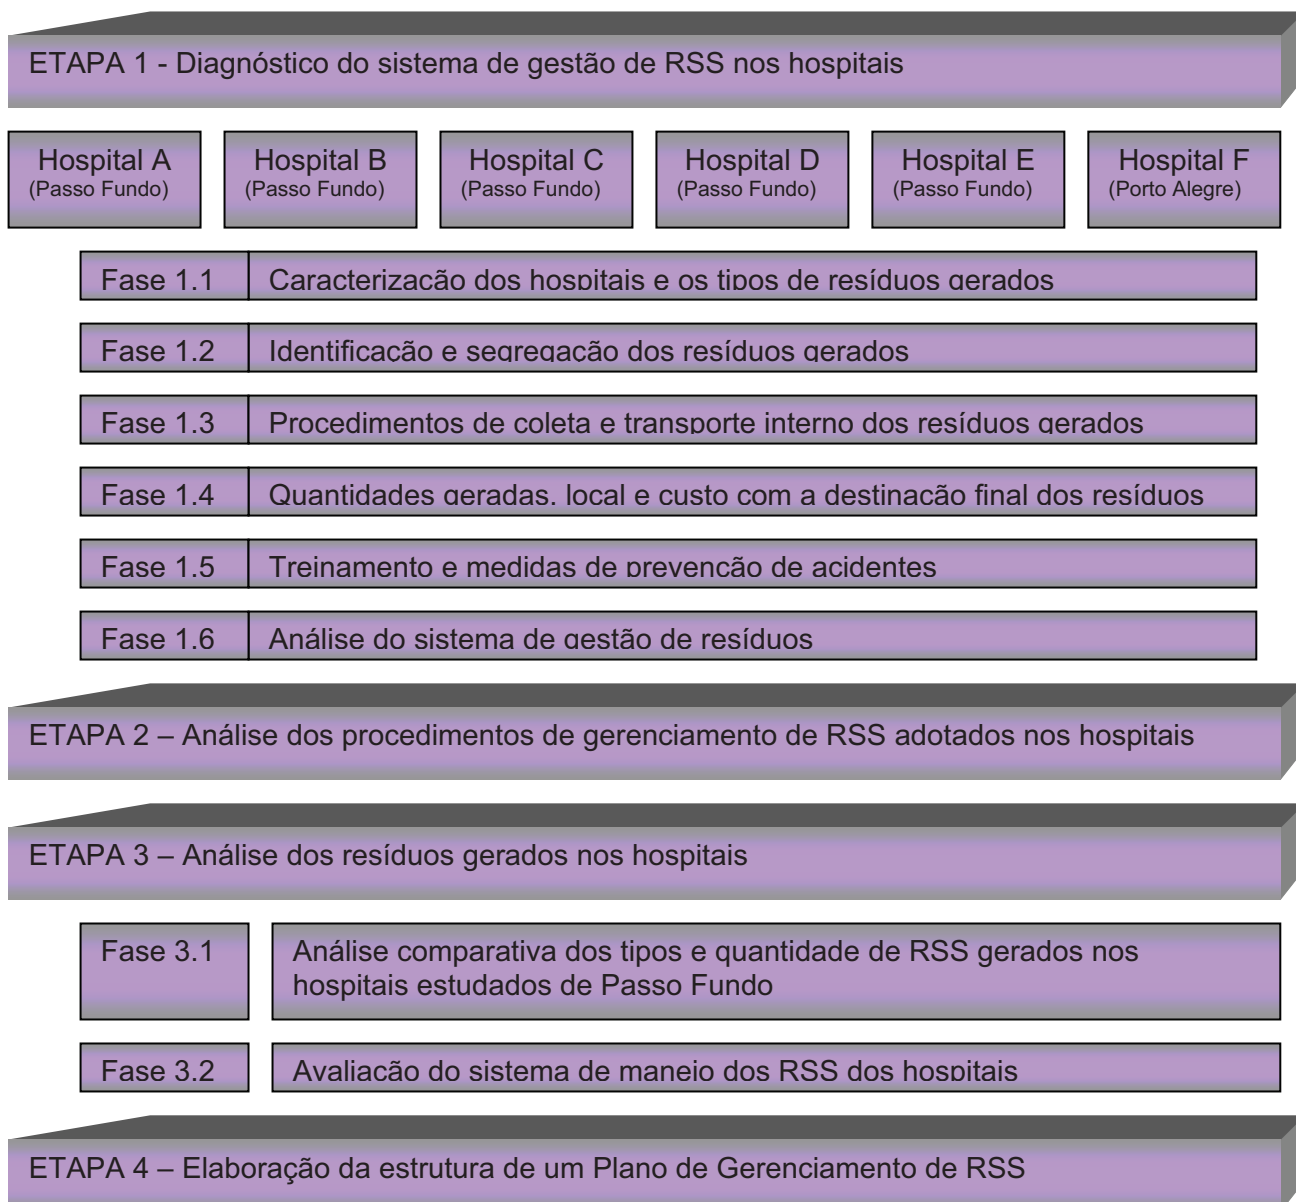 ETAPA 1 - Diagnóstico do sistema de gestão de RSS nos hospitais
Hospital A
(Passo Fundo)
Hospital B
(Passo Fundo)
Hospital C
(Passo Fundo)
Hospital D
(Passo Fundo)
Hospital E
(Passo Fundo)
Hospital F
(Porto Alegre)
Fase 1.1 Caracterização dos hospitais e os tipos de resíduos gerados
Fase 1.2 Identificação e segregação dos resíduos gerados
Fase 1.3 Procedimentos de coleta e transporte interno dos resíduos gerados
Fase 1.4 Quantidades geradas, local e custo com a destinação final dos resíduos
Fase 1.5 Treinamento e medidas de prevenção de acidentes
Fase 1.6 Análise do sistema de gestão de resíduos
ETAPA 2 – Análise dos procedimentos de gerenciamento de RSS adotados nos hospitais
ETAPA 3 – Análise dos resíduos gerados nos hospitais
Fase 3.1 Análise comparativa dos tipos e quantidade de RSS gerados nos
hospitais estudados de Passo Fundo
Fase 3.2 Avaliação do sistema de manejo dos RSS dos hospitais
ETAPA 4 – Elaboração da estrutura de um Plano de Gerenciamento de RSS